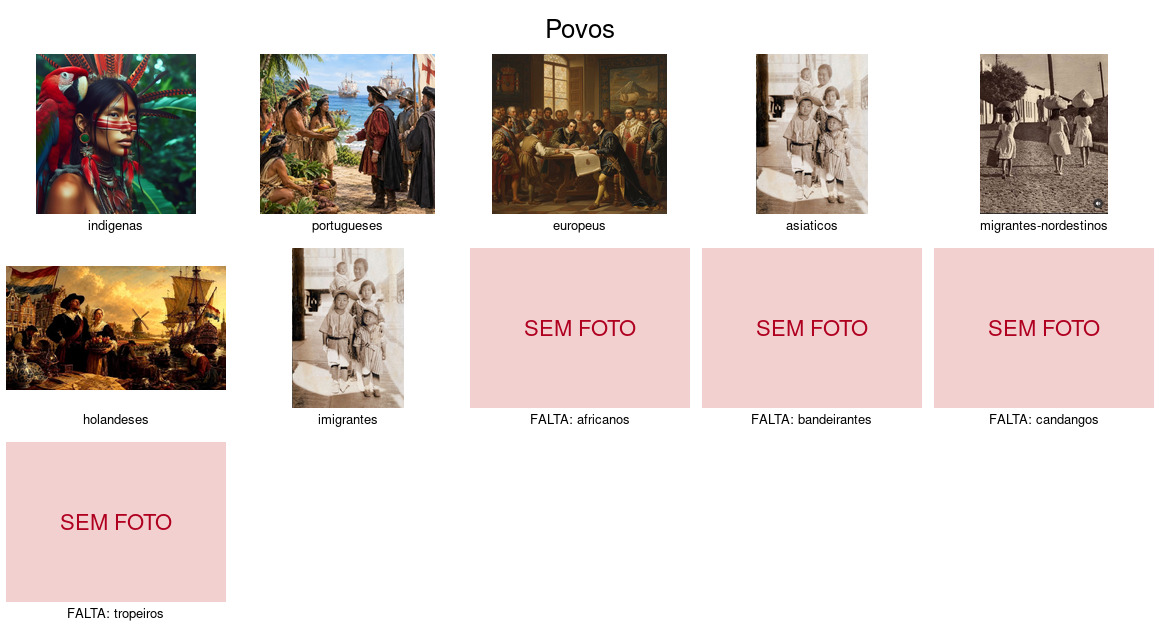 Povos
indigenas
portugueses
europeus
asiaticos
migrantes-nordestinos
holandeses
imigrantes
SEM FOTO
FALTA: africanos
SEM FOTO
FALTA: bandeirantes
SEM FOTO
FALTA: candangos
SEM FOTO
FALTA: tropeiros